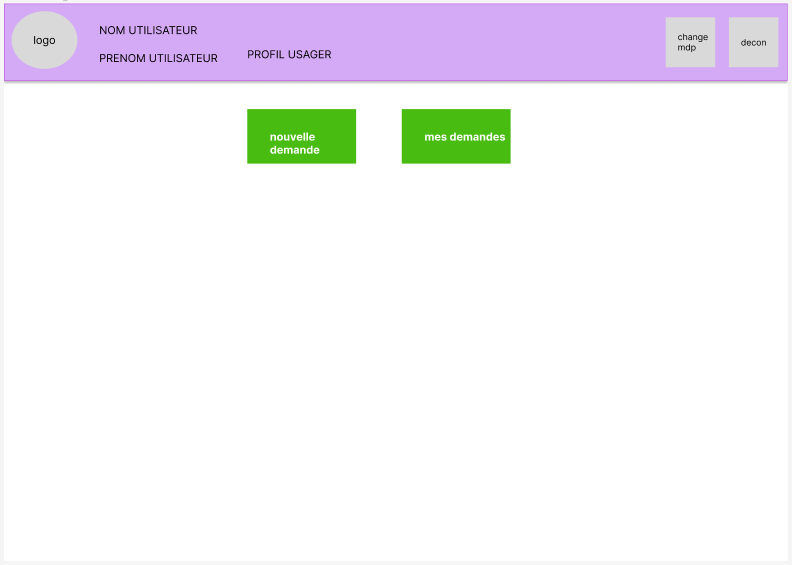 logo
NOM UTILISATEUR
PRENOM UTILISATEUR
PROFIL USAGER
change
mdp
decon
nouvelle
demande
mes demandes